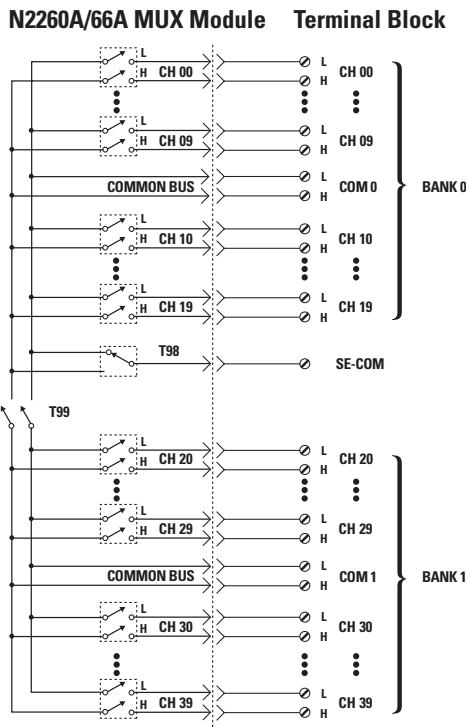 N2260A/66A MUX Module Terminal Block
L L
H CH 00 H CH 00
L L
H CH 09 H CH 09
L
COMMON BUS COM 0 BANK 0
H
L L
H CH 10 H CH 10
L L
H CH 19 H CH 19
T98 SE-COM
T99
L L
H CH 20 H CH 20
L L
H CH 29 H CH 29
L
COMMON BUS COM 1 BANK 1
H
L L
H CH 30 H CH 30
L L
H CH 39 H CH 39